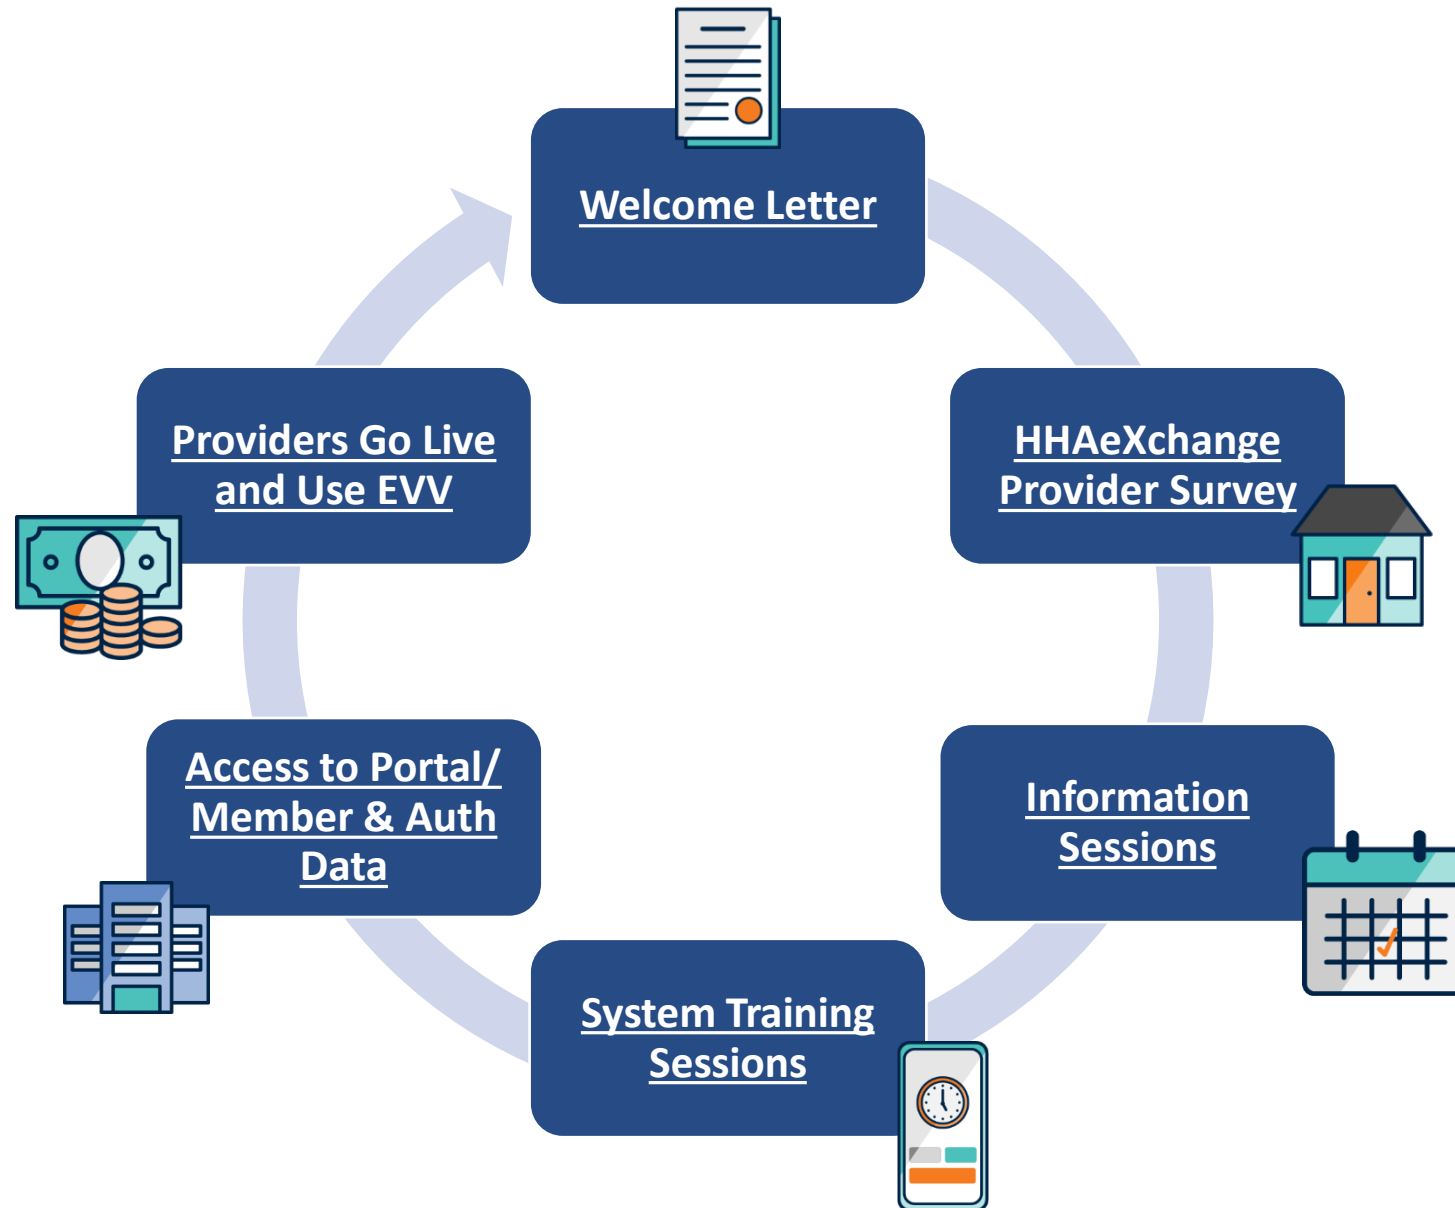 Welcome Letter
HHAeXchange
Provider Survey
Information
Sessions
System Training
Sessions
Access to Portal/
Member & Auth
Data
Providers Go Live
and Use EVV